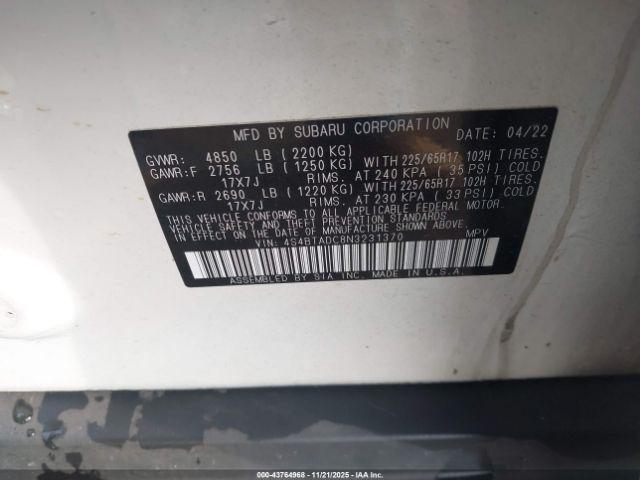 MFD BY SUBARU CORPORATION DATE: 04/22
GVWR: 4850 LB (2200 KG)
GAWR:F 2756 LB (1250 KG) WITH 225/65R17 102H TIRES.
17X7J RIMS. AT 240 KPA (35 PSI) COLD
GAWR:R 2690 LB (1220 KG) WITH 225/65R17 102H TIRES.
17X7J RIMS. AT 230 KPA (33 PSI) COLD
THIS VEHICLE CONFORMS TO ALL APPLICABLE FEDERAL MOTOR
VEHICLE SAFETY AND BUMPER STANDARDS IN EFFECT ON THE
DATE OF MANUFACTURE SHOWN ABOVE.
VIN: 4S4BTADC8N3231370 MPV
ASSEMBLED BY SIA INC. MADE IN U.S.A.
000-43764968 - 11/21/2025 - IAA Inc.